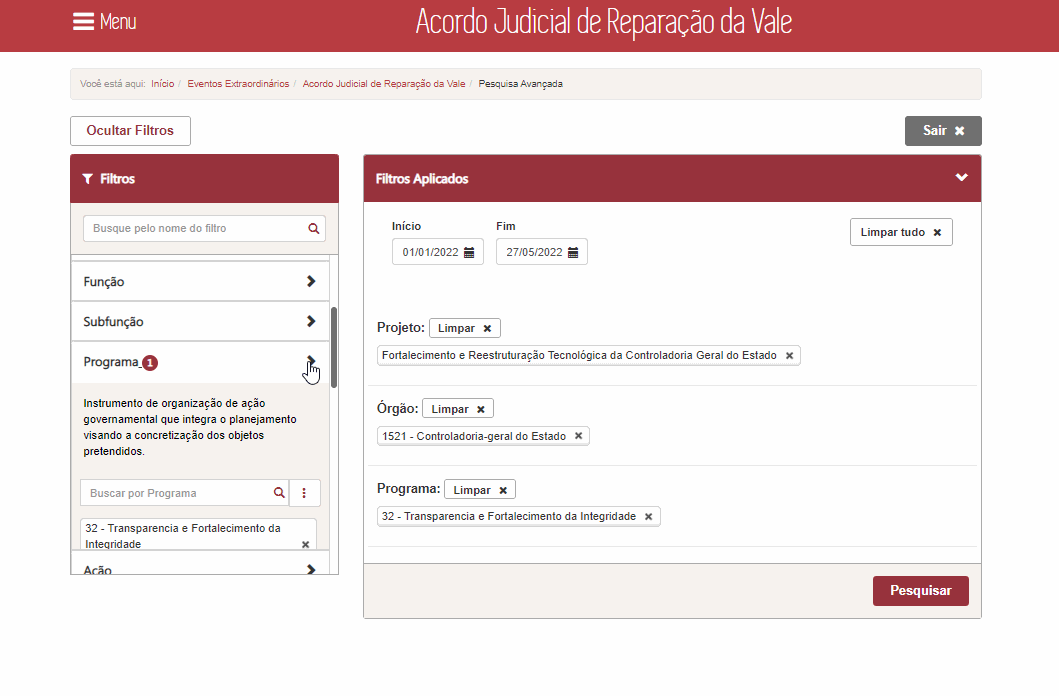 Menu
Acordo Judicial de Reparação da Vale
Você está aqui: Início / Eventos Extraordinários / Acordo Judicial de Reparação da Vale / Pesquisa Avançada
Ocultar Filtros
Sair ✖
Filtros
Busque pelo nome do filtro
Função
Subfunção
Programa 1
Instrumento de organização de ação
governamental que integra o planejamento
visando a concretização dos objetos
pretendidos.
Buscar por Programa
32 - Transparencia e Fortalecimento da
Integridade ✖
Ação
Filtros Aplicados
Início
Fim
01/01/2022
27/05/2022
Limpar tudo ✖
Projeto: Limpar ✖
Fortalecimento e Reestruturação Tecnológica da Controladoria Geral do Estado ✖
Órgão: Limpar ✖
1521 - Controladoria-geral do Estado ✖
Programa: Limpar ✖
32 - Transparencia e Fortalecimento da Integridade ✖
Pesquisar